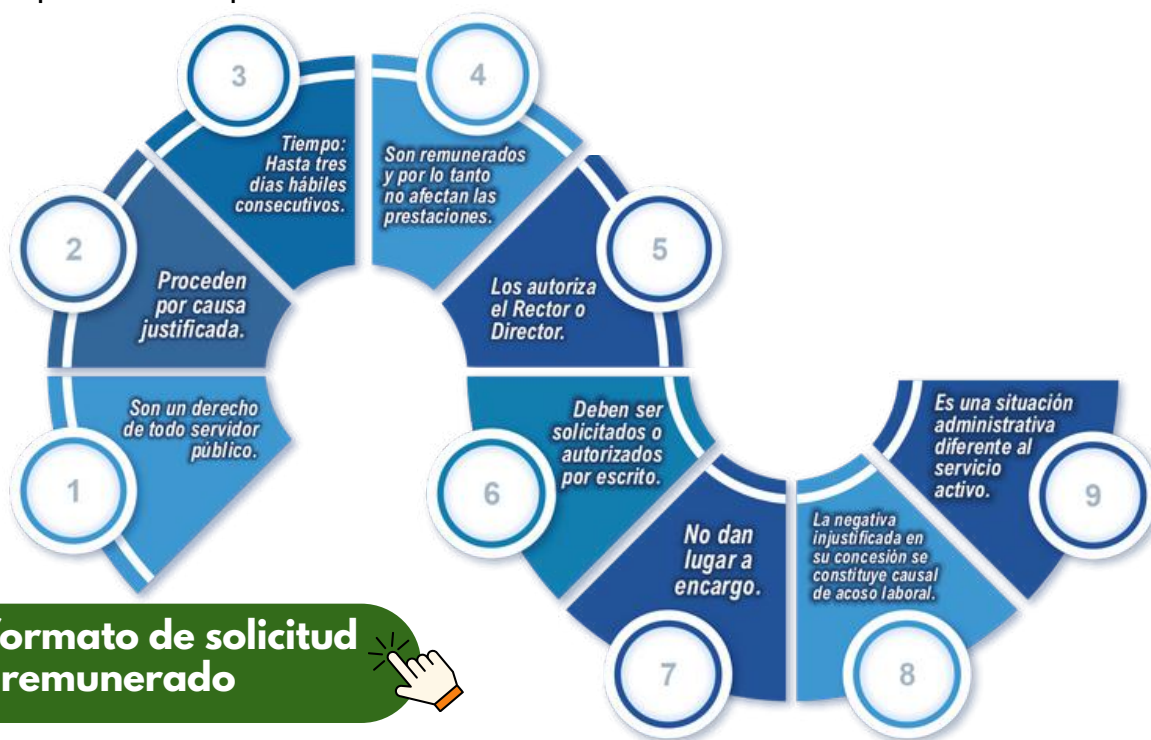 1
Son un derecho
de todo servidor
público.
2
Proceden
por causa
justificada.
3
Tiempo:
Hasta tres
días hábiles
consecutivos.
4
Son remunerados
y por lo tanto
no afectan las
prestaciones.
5
Los autoriza
el Rector o
Director.
6
Deben ser
solicitados o
autorizados
por escrito.
7
No dan
lugar a
encargo.
8
La negativa
injustificada en
su concesión se
constituye causal
de acoso laboral.
9
Es una situación
administrativa
diferente al
servicio
activo.
formato de solicitud
remunerado